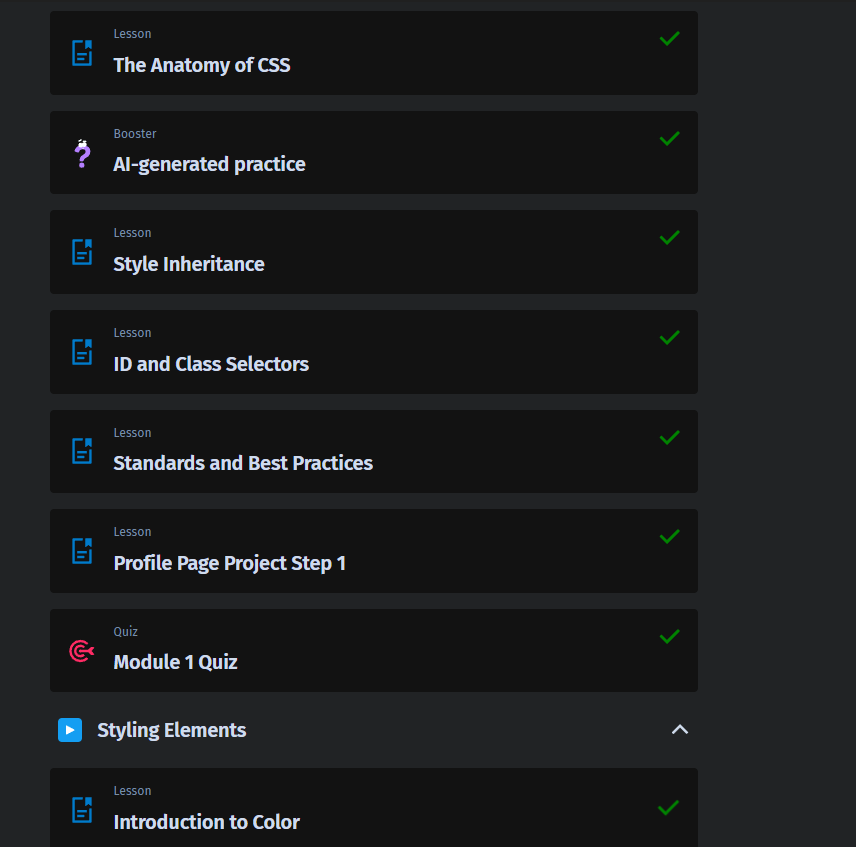 Lesson
The Anatomy of CSS
Booster
AI-generated practice
Lesson
Style Inheritance
Lesson
ID and Class Selectors
Lesson
Standards and Best Practices
Lesson
Profile Page Project Step 1
Quiz
Module 1 Quiz
Styling Elements
Lesson
Introduction to Color